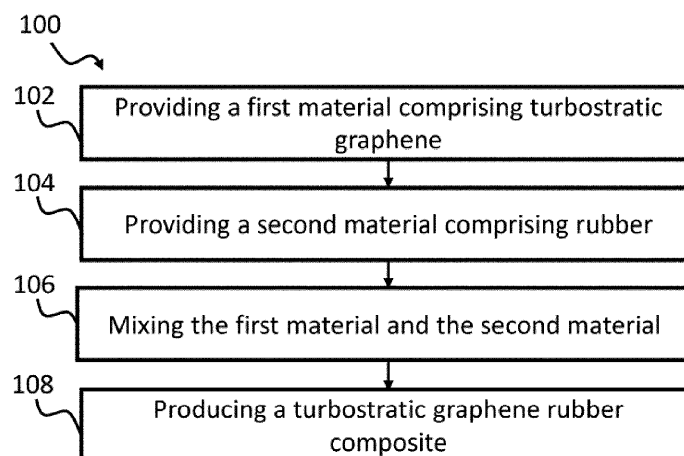 100
102
Providing a first material comprising turbostratic
graphene
104
Providing a second material comprising rubber
106
Mixing the first material and the second material
108
Producing a turbostratic graphene rubber
composite